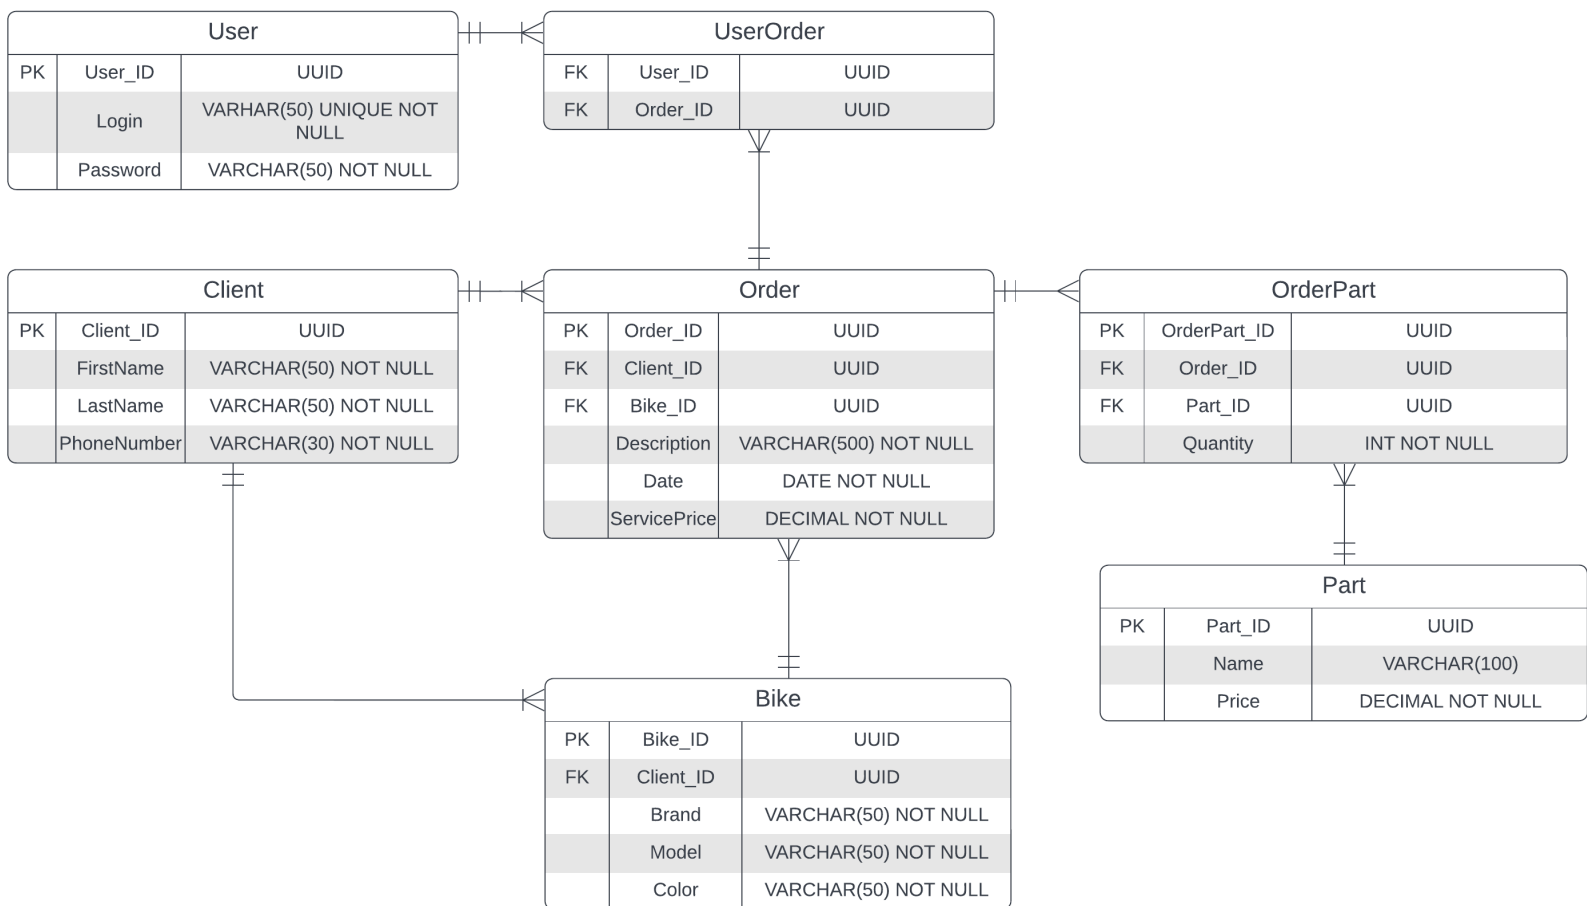 User
PK User_ID UUID
Login VARHAR(50) UNIQUE NOT
NULL
Password VARCHAR(50) NOT NULL
UserOrder
FK User_ID UUID
FK Order_ID UUID
Client
PK Client_ID UUID
FirstName VARCHAR(50) NOT NULL
LastName VARCHAR(50) NOT NULL
PhoneNumber VARCHAR(30) NOT NULL
Order
PK Order_ID UUID
FK Client_ID UUID
FK Bike_ID UUID
Description VARCHAR(500) NOT NULL
Date DATE NOT NULL
ServicePrice DECIMAL NOT NULL
OrderPart
PK OrderPart_ID UUID
FK Order_ID UUID
FK Part_ID UUID
Quantity INT NOT NULL
Part
PK Part_ID UUID
Name VARCHAR(100)
Price DECIMAL NOT NULL
Bike
PK Bike_ID UUID
FK Client_ID UUID
Brand VARCHAR(50) NOT NULL
Model VARCHAR(50) NOT NULL
Color VARCHAR(50) NOT NULL